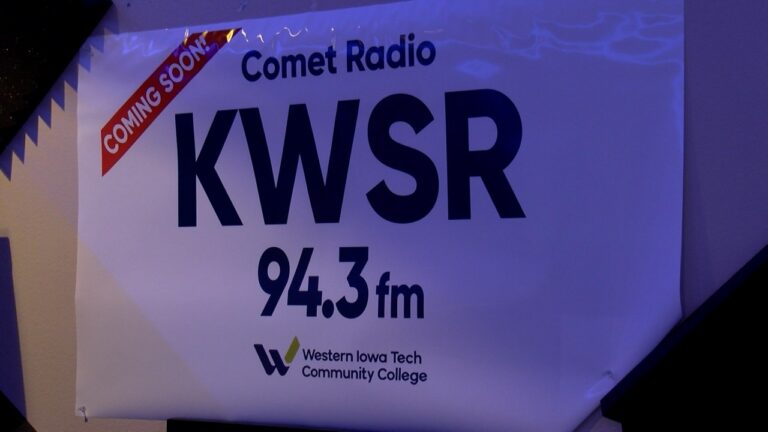 COMING SOON!
Comet Radio
KWSR
94.3 fm
Western Iowa Tech
Community College